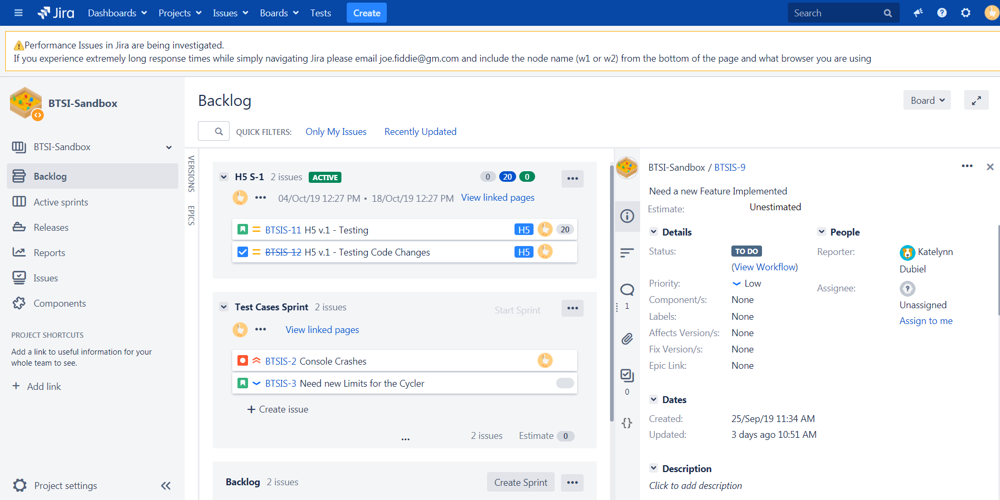 Jira Dashboards Projects Issues Boards Tests Create Search
Performance Issues in Jira are being investigated.
If you experience extremely long response times while simply navigating Jira please email joe.fiddie@gm.com and include the node name (w1 or w2) from the bottom of the page and what browser you are using
BTSI-Sandbox
BTSI-Sandbox
Backlog
Active sprints
Releases
Reports
Issues
Components
PROJECT SHORTCUTS
Add a link to useful information for your
whole team to see.
+ Add link
Project settings
Backlog
Board
QUICK FILTERS: Only My Issues Recently Updated
VERSIONS
EPICS
H5 S-1 2 issues ACTIVE 0 20 0
04/Oct/19 12:27 PM • 18/Oct/19 12:27 PM View linked pages
BTSIS-11 H5 v.1 - Testing H5 20
BTSIS-12 H5 v.1 - Testing Code Changes H5
Test Cases Sprint 2 issues Start Sprint
View linked pages
BTSIS-2 Console Crashes
BTSIS-3 Need new Limits for the Cycler
+ Create issue
... 2 issues Estimate 0
Backlog 2 issues Create Sprint
1
0
BTSI-Sandbox / BTSIS-9
Need a new Feature Implemented
Estimate: Unestimated
Details
Status: TO DO
(View Workflow)
Priority: Low
Component/s: None
Labels: None
Affects Version/s: None
Fix Version/s: None
Epic Link: None
People
Reporter: Katelynn
Dubiel
Assignee:
Unassigned
Assign to me
Dates
Created: 25/Sep/19 11:34 AM
Updated: 3 days ago 10:51 AM
Description
Click to add description